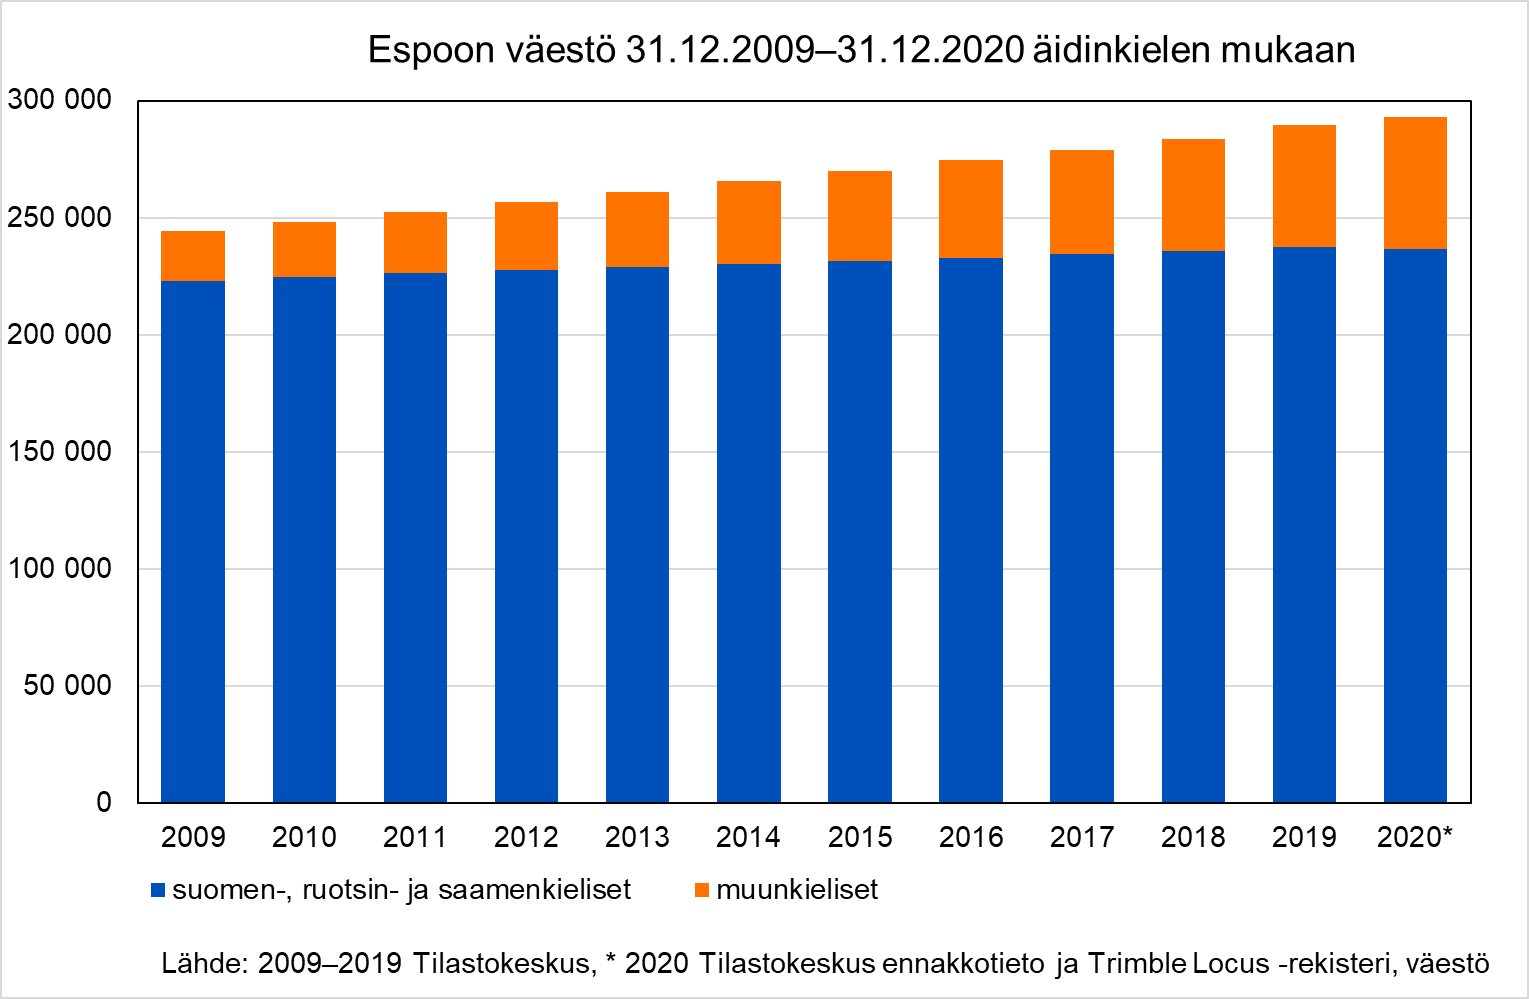 Espoon väestö 31.12.2009–31.12.2020 äidinkielen mukaan
300 000
250 000
200 000
150 000
100 000
50 000
0
2009 2010 2011 2012 2013 2014 2015 2016 2017 2018 2019 2020*
suomen-, ruotsin- ja saamenkieliset muunkieliset
Lähde: 2009–2019 Tilastokeskus, * 2020 Tilastokeskus ennakkotieto ja Trimble Locus -rekisteri, väestö